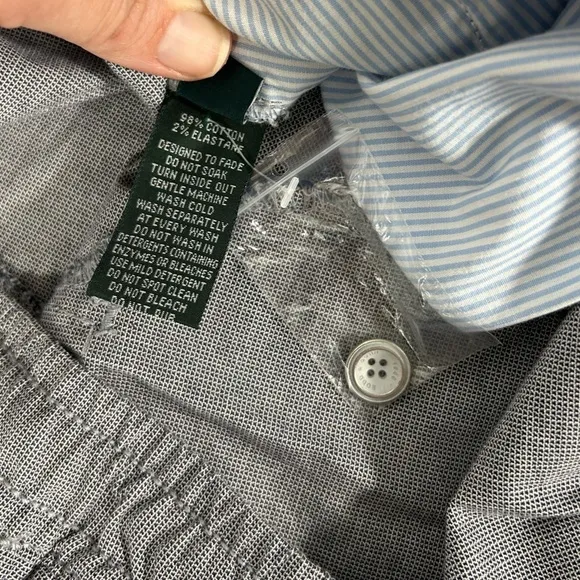 98% COTTON
2% ELASTANE
DESIGNED TO FADE
DO NOT SOAK
TURN INSIDE OUT
GENTLE MACHINE
WASH COLD
WASH SEPARATELY
AT EVERY WASH
DO NOT WASH IN
DETERGENTS CONTAINING
ENZYMES OR BLEACHES
USE MILD DETERGENT
DO NOT SPOT CLEAN
DO NOT BLEACH
DO NOT RUB